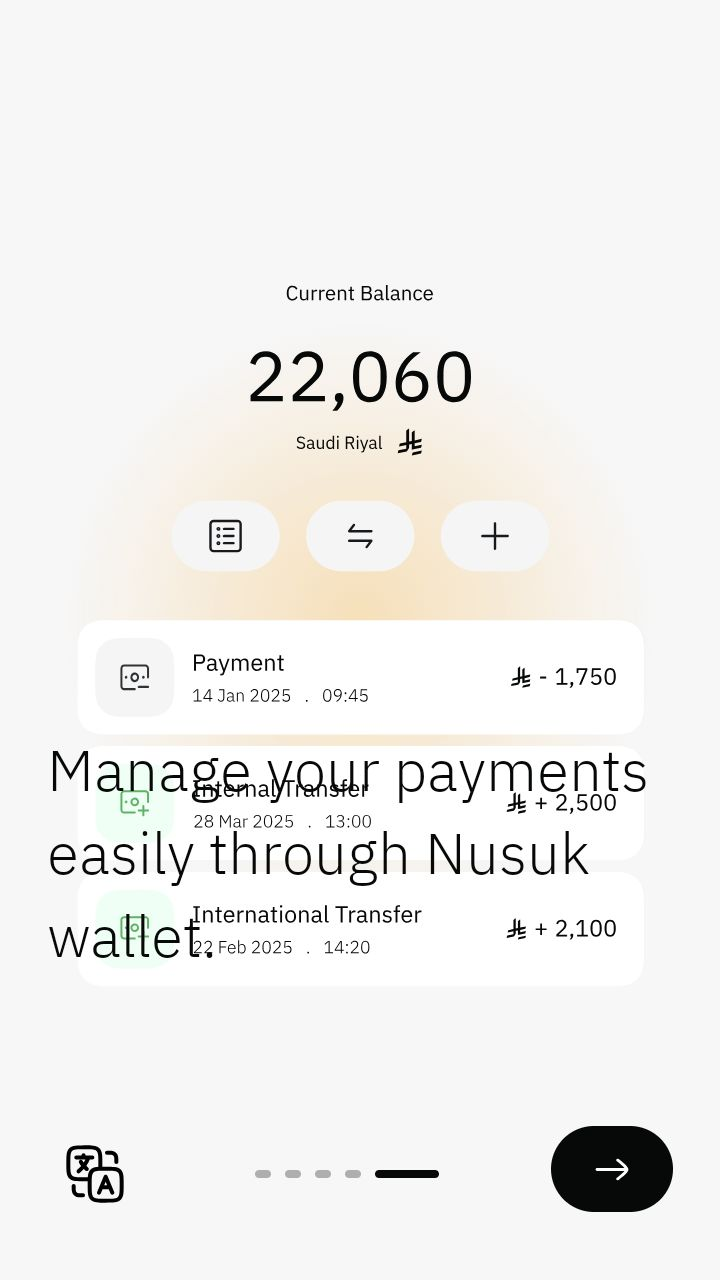 Current Balance
22,060
Saudi Riyal
Payment
14 Jan 2025 . 09:45
- 1,750
Manage your payments
Internal Transfer
28 Mar 2025 . 13:00
+ 2,500
easily through Nusuk
International Transfer
22 Feb 2025 . 14:20
+ 2,100
wallet.
文
A